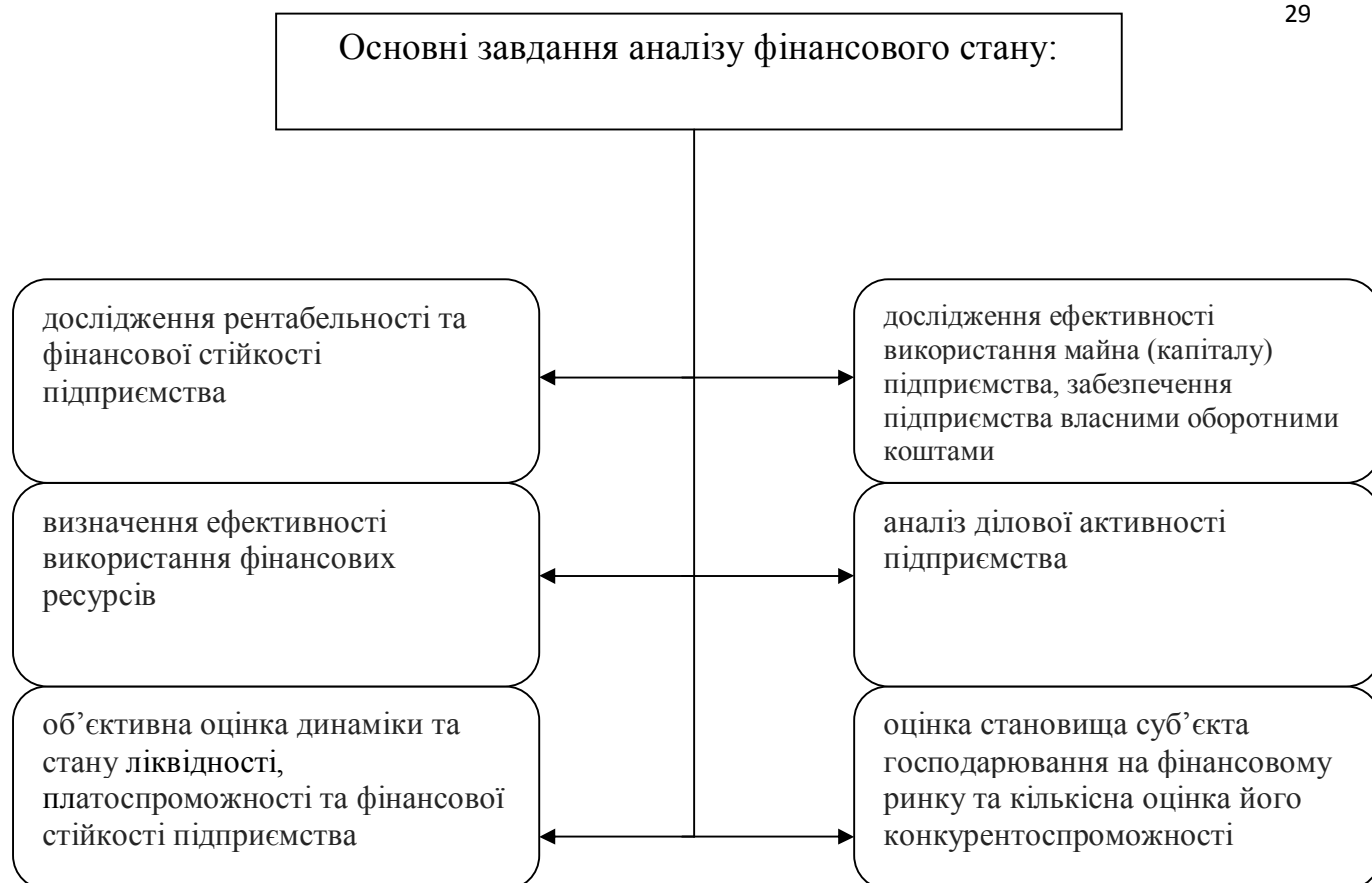 29
Основні завдання аналізу фінансового стану:
дослідження рентабельності та
фінансової стійкості
підприємства
дослідження ефективності
використання майна (капіталу)
підприємства, забезпечення
підприємства власними оборотними
коштами
визначення ефективності
використання фінансових
ресурсів
аналіз ділової активності
підприємства
об’єктивна оцінка динаміки та
стану ліквідності,
платоспроможності та фінансової
стійкості підприємства
оцінка становища суб’єкта
господарювання на фінансовому
ринку та кількісна оцінка його
конкурентоспроможності